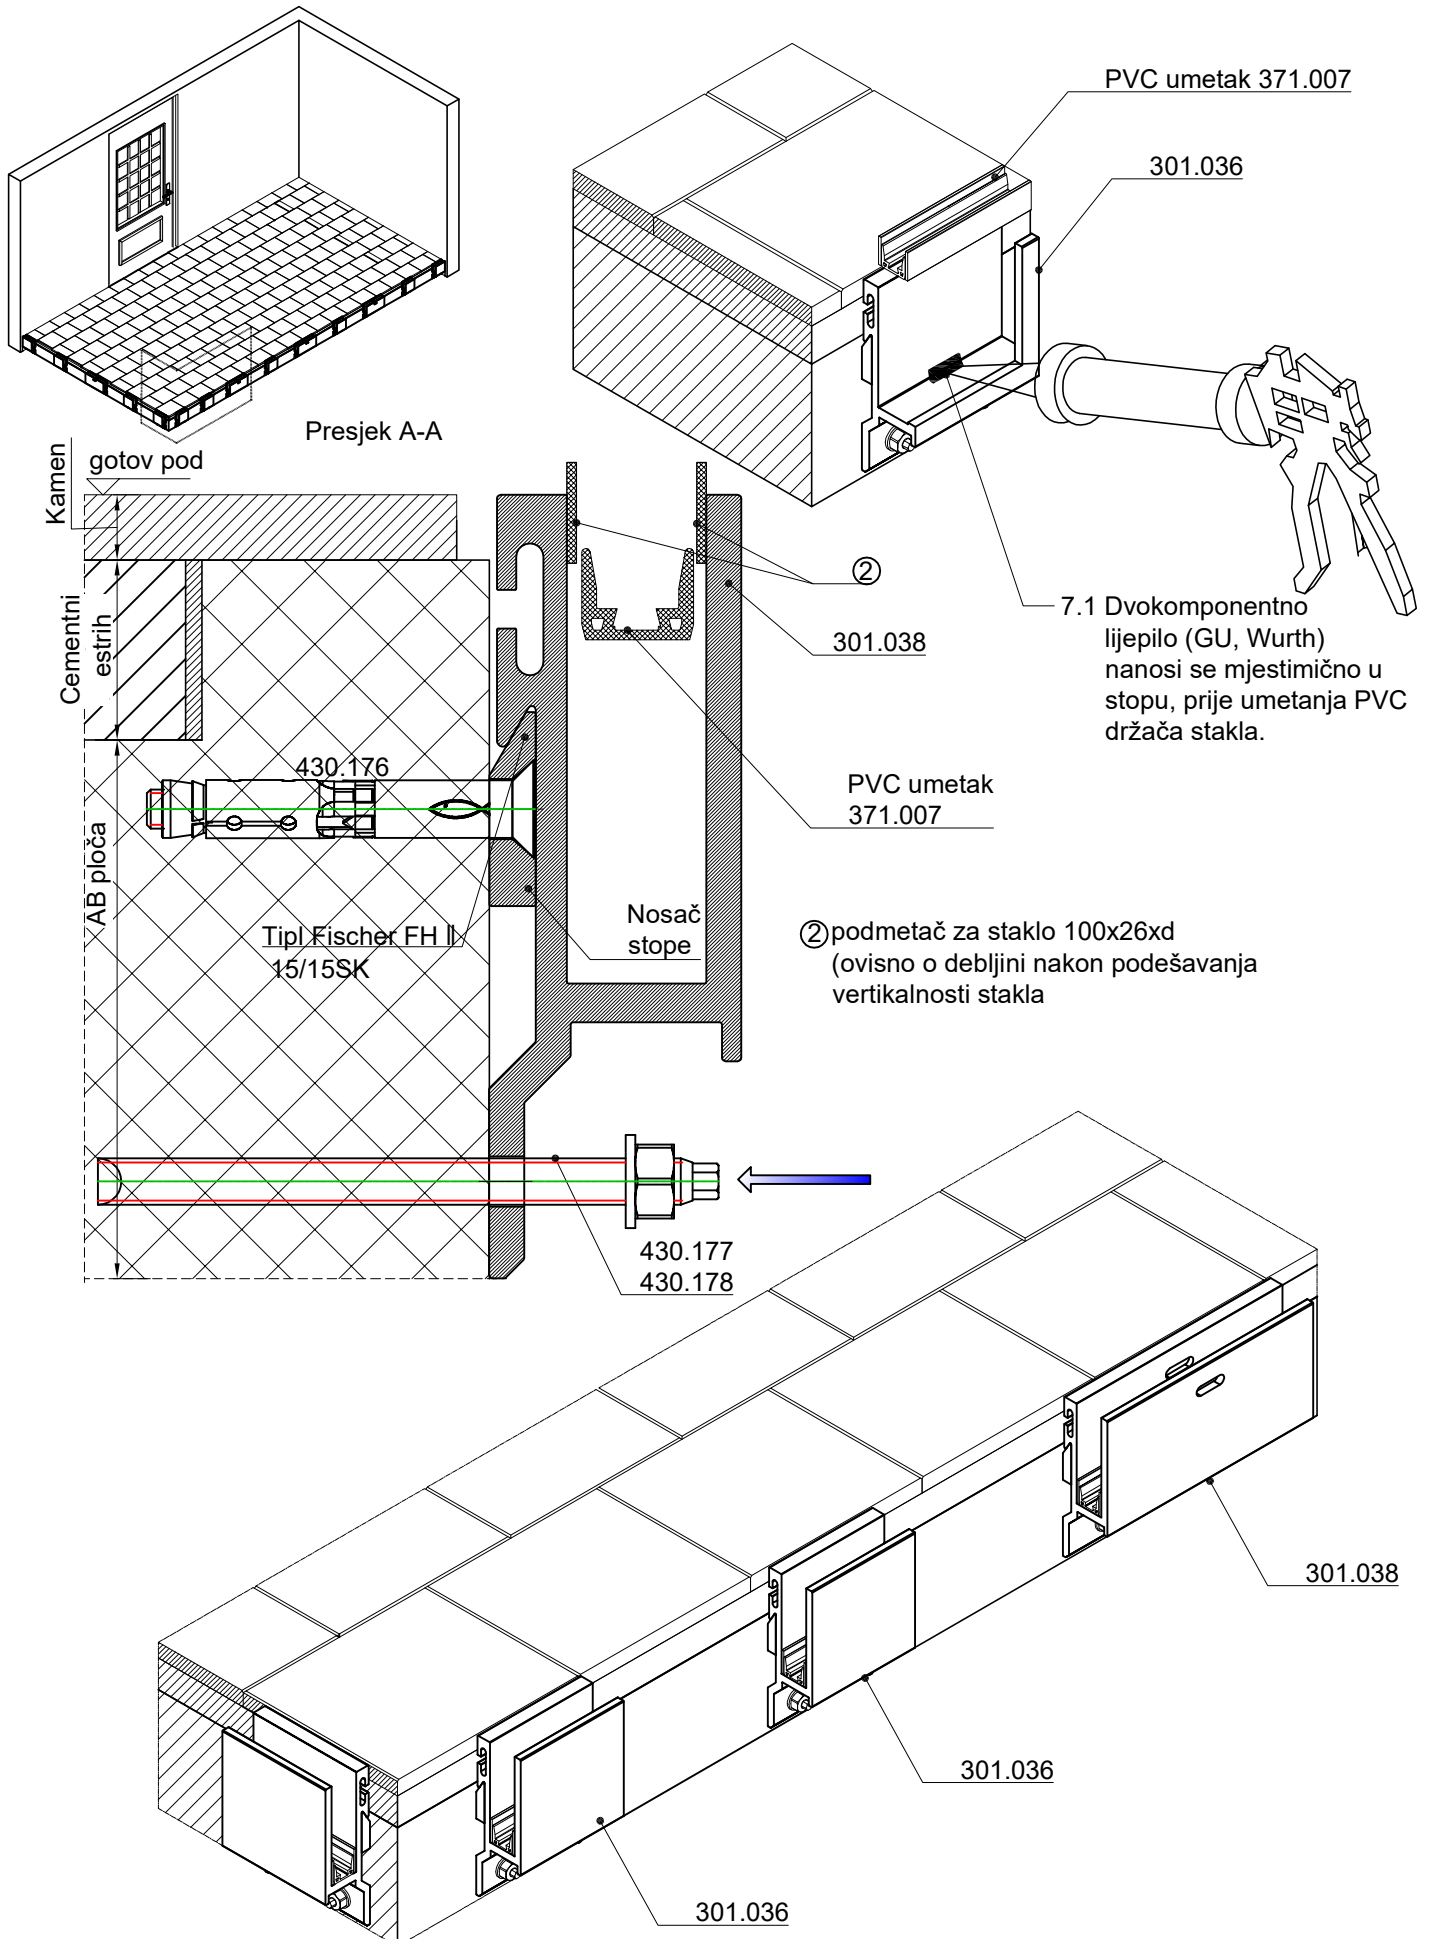 PVC umetak 371.007
301.036
Presjek A-A
gotov pod
Kamen
Cementni
estrih
AB ploča
2
301.038
7.1 Dvokomponentno
lijepilo (GU, Wurth)
nanosi se mjestimično u
stopu, prije umetanja PVC
držača stakla.
430.176
PVC umetak
371.007
Tipl Fischer FH II
15/15SK
Nosač
stope
2 podmetač za staklo 100x26xd
(ovisno o debljini nakon podešavanja
vertikalnosti stakla
430.177
430.178
301.038
301.036
301.036